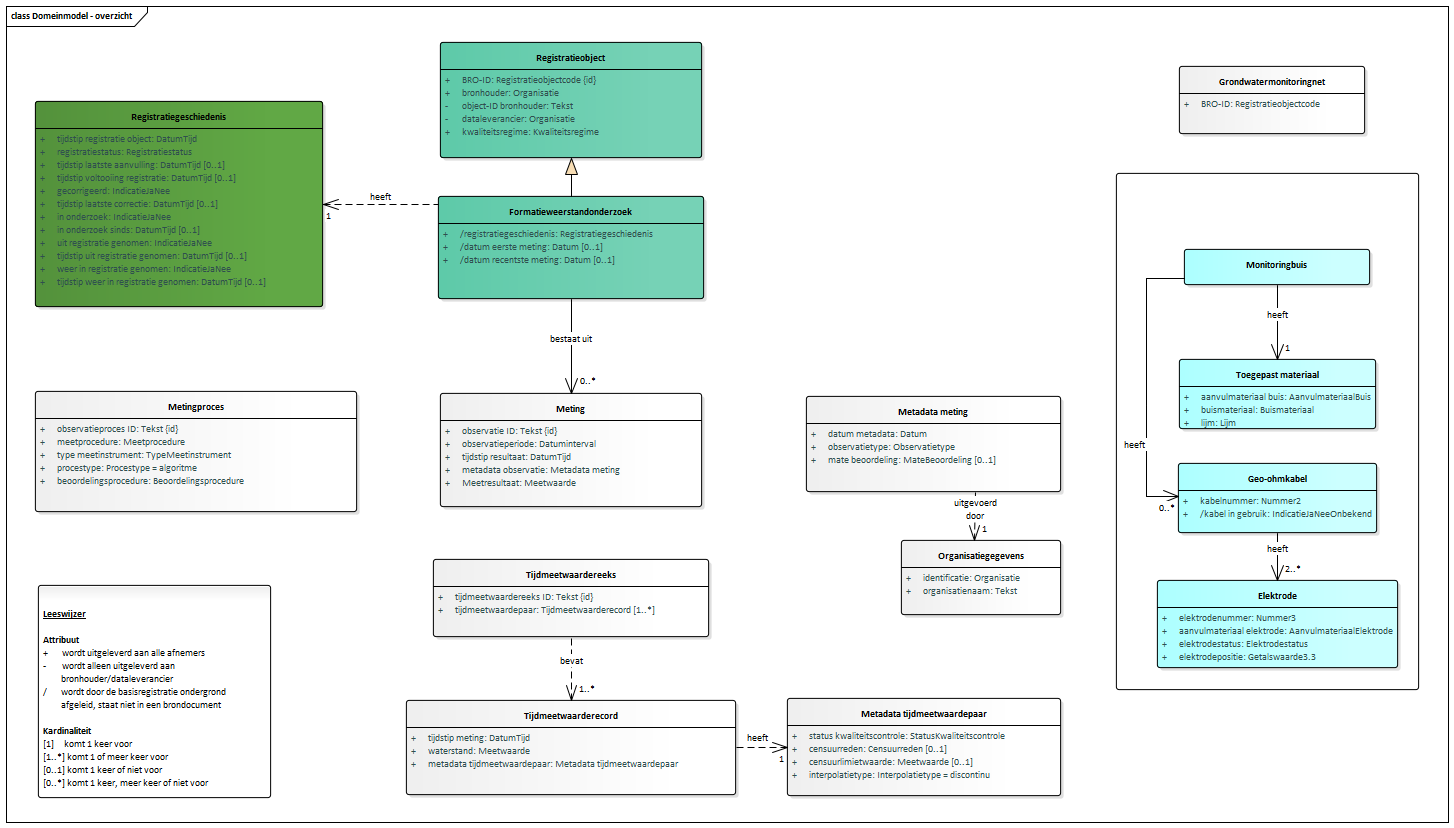 class Domeinmodel - overzicht
Registratieobject
+ BRO-ID: Registratieobjectcode {id}
+ bronhouder: Organisatie
- object-ID bronhouder: Tekst
- dataleverancier: Organisatie
+ kwaliteitsregime: Kwaliteitsregime
Grondwatermonitoringnet
+ BRO-ID: Registratieobjectcode
Registratiegeschiedenis
+ tijdstip registratie object: DatumTijd
+ registratiestatus: Registratiestatus
+ tijdstip laatste aanvulling: DatumTijd [0..1]
+ tijdstip voltooiing registratie: DatumTijd [0..1]
+ gecorrigeerd: IndicatieJaNee
+ tijdstip laatste correctie: DatumTijd [0..1]
+ in onderzoek: IndicatieJaNee
+ in onderzoek sinds: DatumTijd [0..1]
+ uit registratie genomen: IndicatieJaNee
+ tijdstip uit registratie genomen: DatumTijd [0..1]
+ weer in registratie genomen: IndicatieJaNee
+ tijdstip weer in registratie genomen: DatumTijd [0..1]
heeft
1
Formatieweerstandonderzoek
+ /registratiegeschiedenis: Registratiegeschiedenis
+ /datum eerste meting: Datum [0..1]
+ /datum recentste meting: Datum [0..1]
bestaat uit
0..*
Monitoringbuis
heeft
1
Toegepast materiaal
+ aanvulmateriaal buis: AanvulmateriaalBuis
+ buismateriaal: Buismateriaal
+ lijm: Lijm
heeft
0..*
Geo-ohmkabel
+ kabelnummer: Nummer2
+ /kabel in gebruik: IndicatieJaNeeOnbekend
heeft
2..*
Elektrode
+ elektrodenummer: Nummer3
+ aanvulmateriaal elektrode: AanvulmateriaalElektrode
+ elektrodestatus: Elektrodestatus
+ elektrodepositie: Getalswaarde3.3
Metingproces
+ observatieproces ID: Tekst {id}
+ meetprocedure: Meetprocedure
+ type meetinstrument: TypeMeetinstrument
+ procestype: Procestype = algoritme
+ beoordelingsprocedure: Beoordelingsprocedure
Meting
+ observatie ID: Tekst {id}
+ observatieperiode: Datuminterval
+ tijdstip resultaat: DatumTijd
+ metadata observatie: Metadata meting
+ Meetresultaat: Meetwaarde
Metadata meting
+ datum metadata: Datum
+ observatietype: Observatietype
+ mate beoordeling: MateBeoordeling [0..1]
uitgevoerd
door
1
Organisatiegegevens
+ identificatie: Organisatie
+ organisatienaam: Tekst
Tijdmeetwaardereeks
+ tijdmeetwaardereeks ID: Tekst {id}
+ tijdmeetwaardepaar: Tijdmeetwaarderecord [1..*]
bevat
1..*
Tijdmeetwaarderecord
+ tijdstip meting: DatumTijd
+ waterstand: Meetwaarde
+ metadata tijdmeetwaardepaar: Metadata tijdmeetwaardepaar
heeft
1
Metadata tijdmeetwaardepaar
+ status kwaliteitscontrole: StatusKwaliteitscontrole
+ censuurreden: Censuurreden [0..1]
+ censuurlimietwaarde: Meetwaarde [0..1]
+ interpolatietype: Interpolatietype = discontinu
Leeswijzer
Attribuut
+ wordt uitgeleverd aan alle afnemers
- wordt alleen uitgeleverd aan
bronhouder/dataleverancier
/ wordt door de basisregistratie ondergrond
afgeleid, staat niet in een brondocument
Kardinaliteit
[1] komt 1 keer voor
[1..*] komt 1 of meer keer voor
[0..1] komt 1 keer of niet voor
[0..*] komt 1 keer, meer keer of niet voor